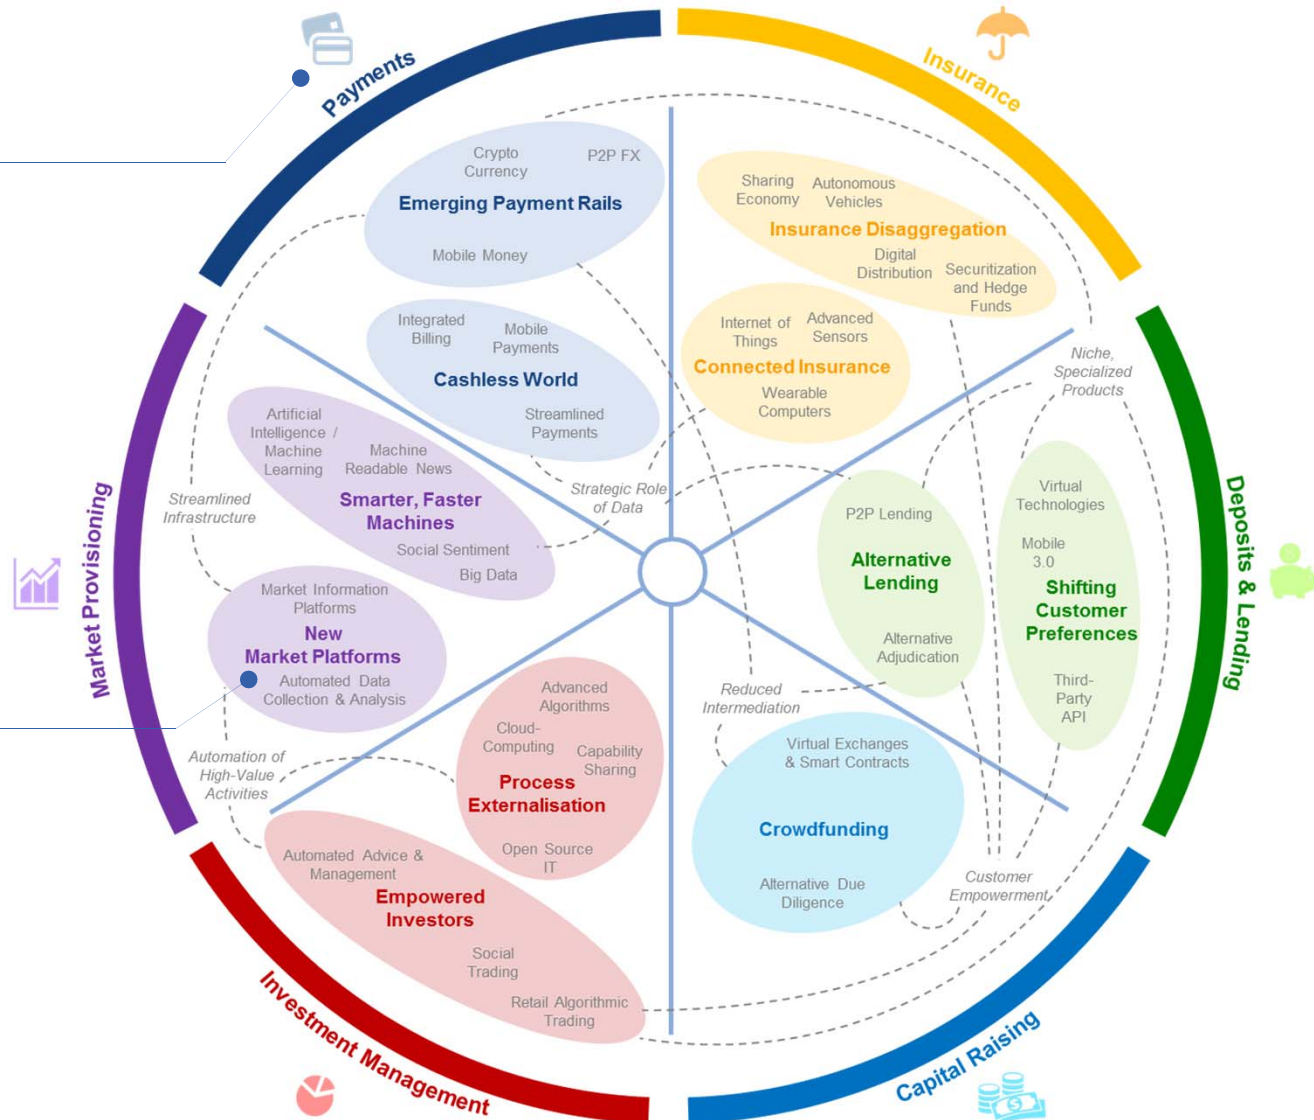 Payments
Crypto
Currency
P2P FX
Emerging Payment Rails
Mobile Money
Integrated
Billing
Mobile
Payments
Cashless World
Streamlined
Payments
Insurance
Sharing
Economy
Autonomous
Vehicles
Insurance Disaggregation
Digital
Distribution
Securitization
and Hedge
Funds
Internet of
Things
Advanced
Sensors
Connected Insurance
Wearable
Computers
Niche,
Specialized
Products
Deposits & Lending
Virtual
Technologies
Mobile
3.0
Shifting
Customer
Preferences
Third-
Party
API
P2P Lending
Alternative
Lending
Alternative
Adjudication
Strategic Role
of Data
Market Provisioning
Artificial
Intelligence /
Machine
Learning
Machine
Readable News
Smarter, Faster
Machines
Social Sentiment
Big Data
Streamlined
Infrastructure
Market Information
Platforms
New
Market Platforms
Automated Data
Collection & Analysis
Automation of
High-Value
Activities
Advanced
Algorithms
Cloud-
Computing
Capability
Sharing
Process
Externalisation
Open Source
IT
Automated Advice &
Management
Empowered
Investors
Social
Trading
Retail Algorithmic
Trading
Investment Management
Reduced
Intermediation
Virtual Exchanges
& Smart Contracts
Crowdfunding
Alternative Due
Diligence
Customer
Empowerment
Capital Raising
$